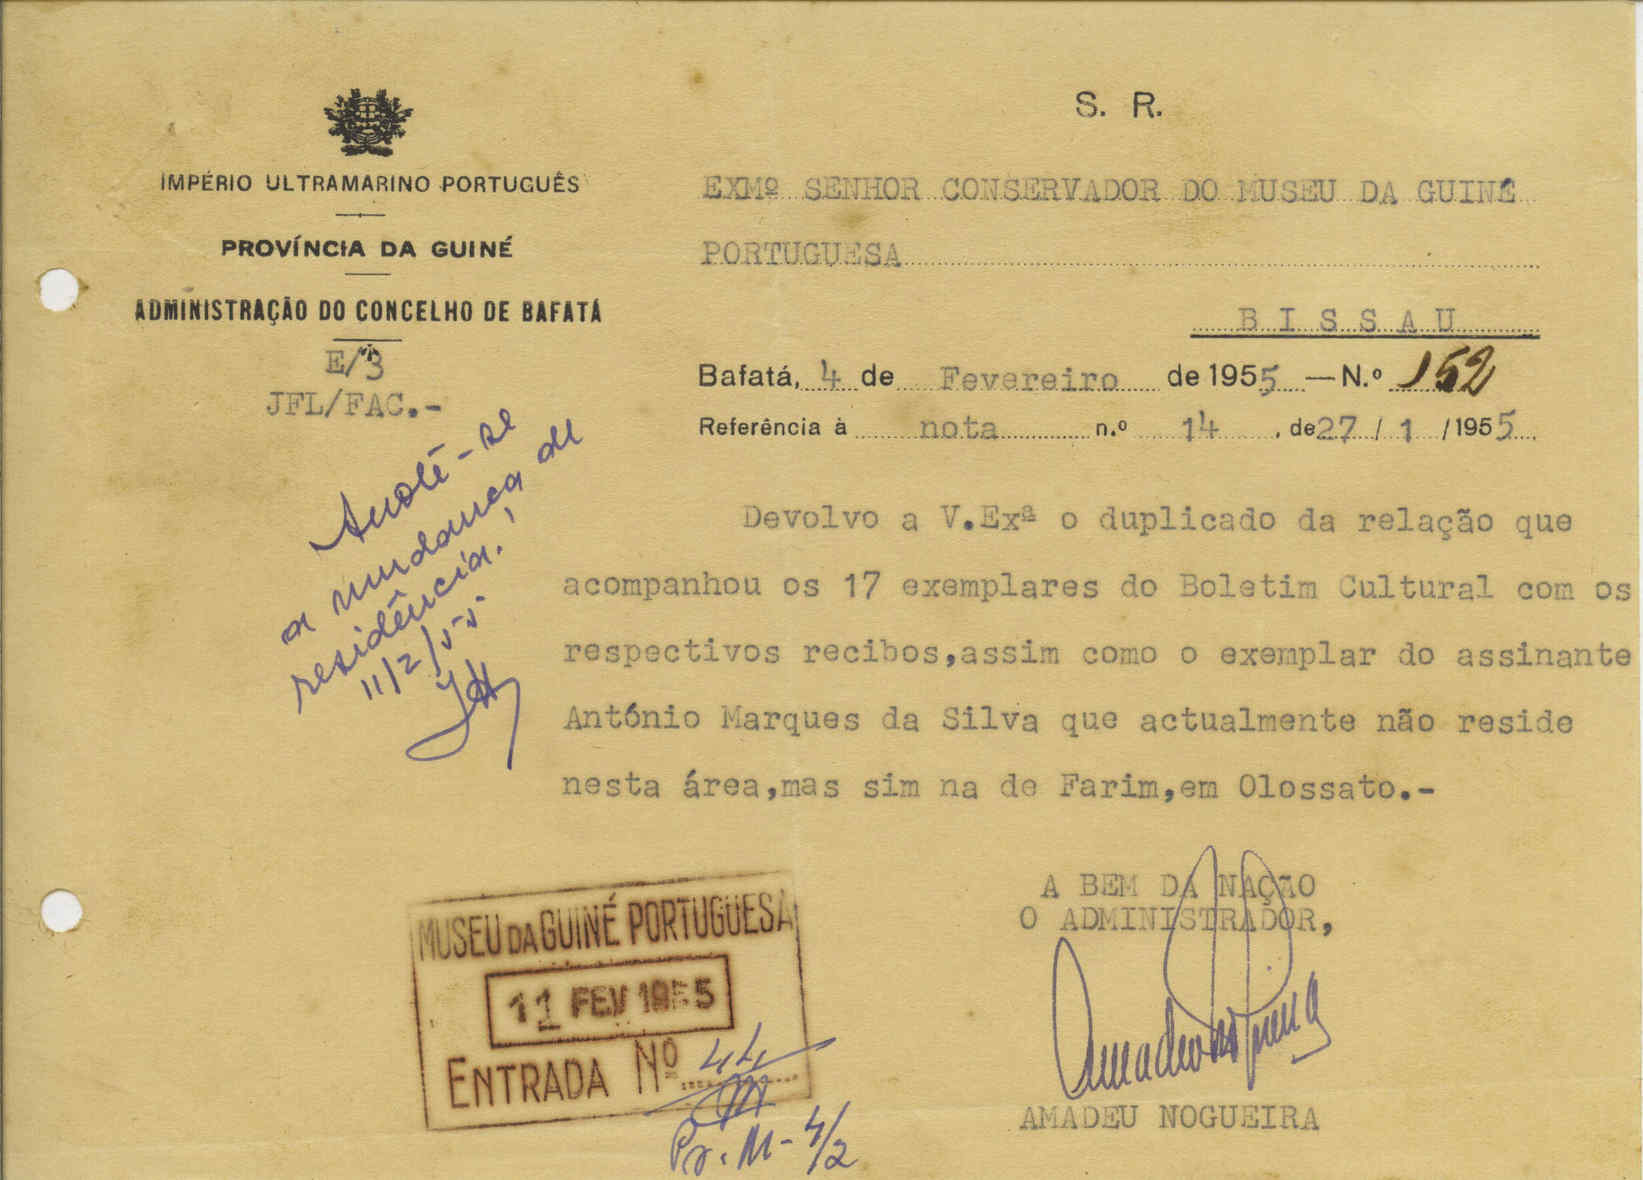 S. R.
IMPÉRIO ULTRAMARINO PORTUGUÊS
PROVÍNCIA DA GUINÉ
ADMINISTRAÇÃO DO CONCELHO DE BAFATÁ
E/3
JFL/FAC.-
EXMº SENHOR CONSERVADOR DO MUSEU DA GUINÉ
PORTUGUESA
BISSAU
Bafatá, 4 de Fevereiro de 1955 — N.º 152
Referência à nota n.º 14, de 27 / 1 / 1955.
Anote-se
a mudança de
residência.
11/2/55
Devolvo a V.Exª o duplicado da relação que
acompanhou os 17 exemplares do Boletim Cultural com os
respectivos recibos,assim como o exemplar do assinante
António Marques da Silva que actualmente não reside
nesta área,mas sim na de Farim,em Olossato.-
A BEM DA NAÇÃO
O ADMINISTRADOR,
Amadeu Nogueira
AMADEU NOGUEIRA
MUSEU DA GUINÉ PORTUGUESA
11 FEV 1955
ENTRADA Nº 44
Pr. M - 4/2